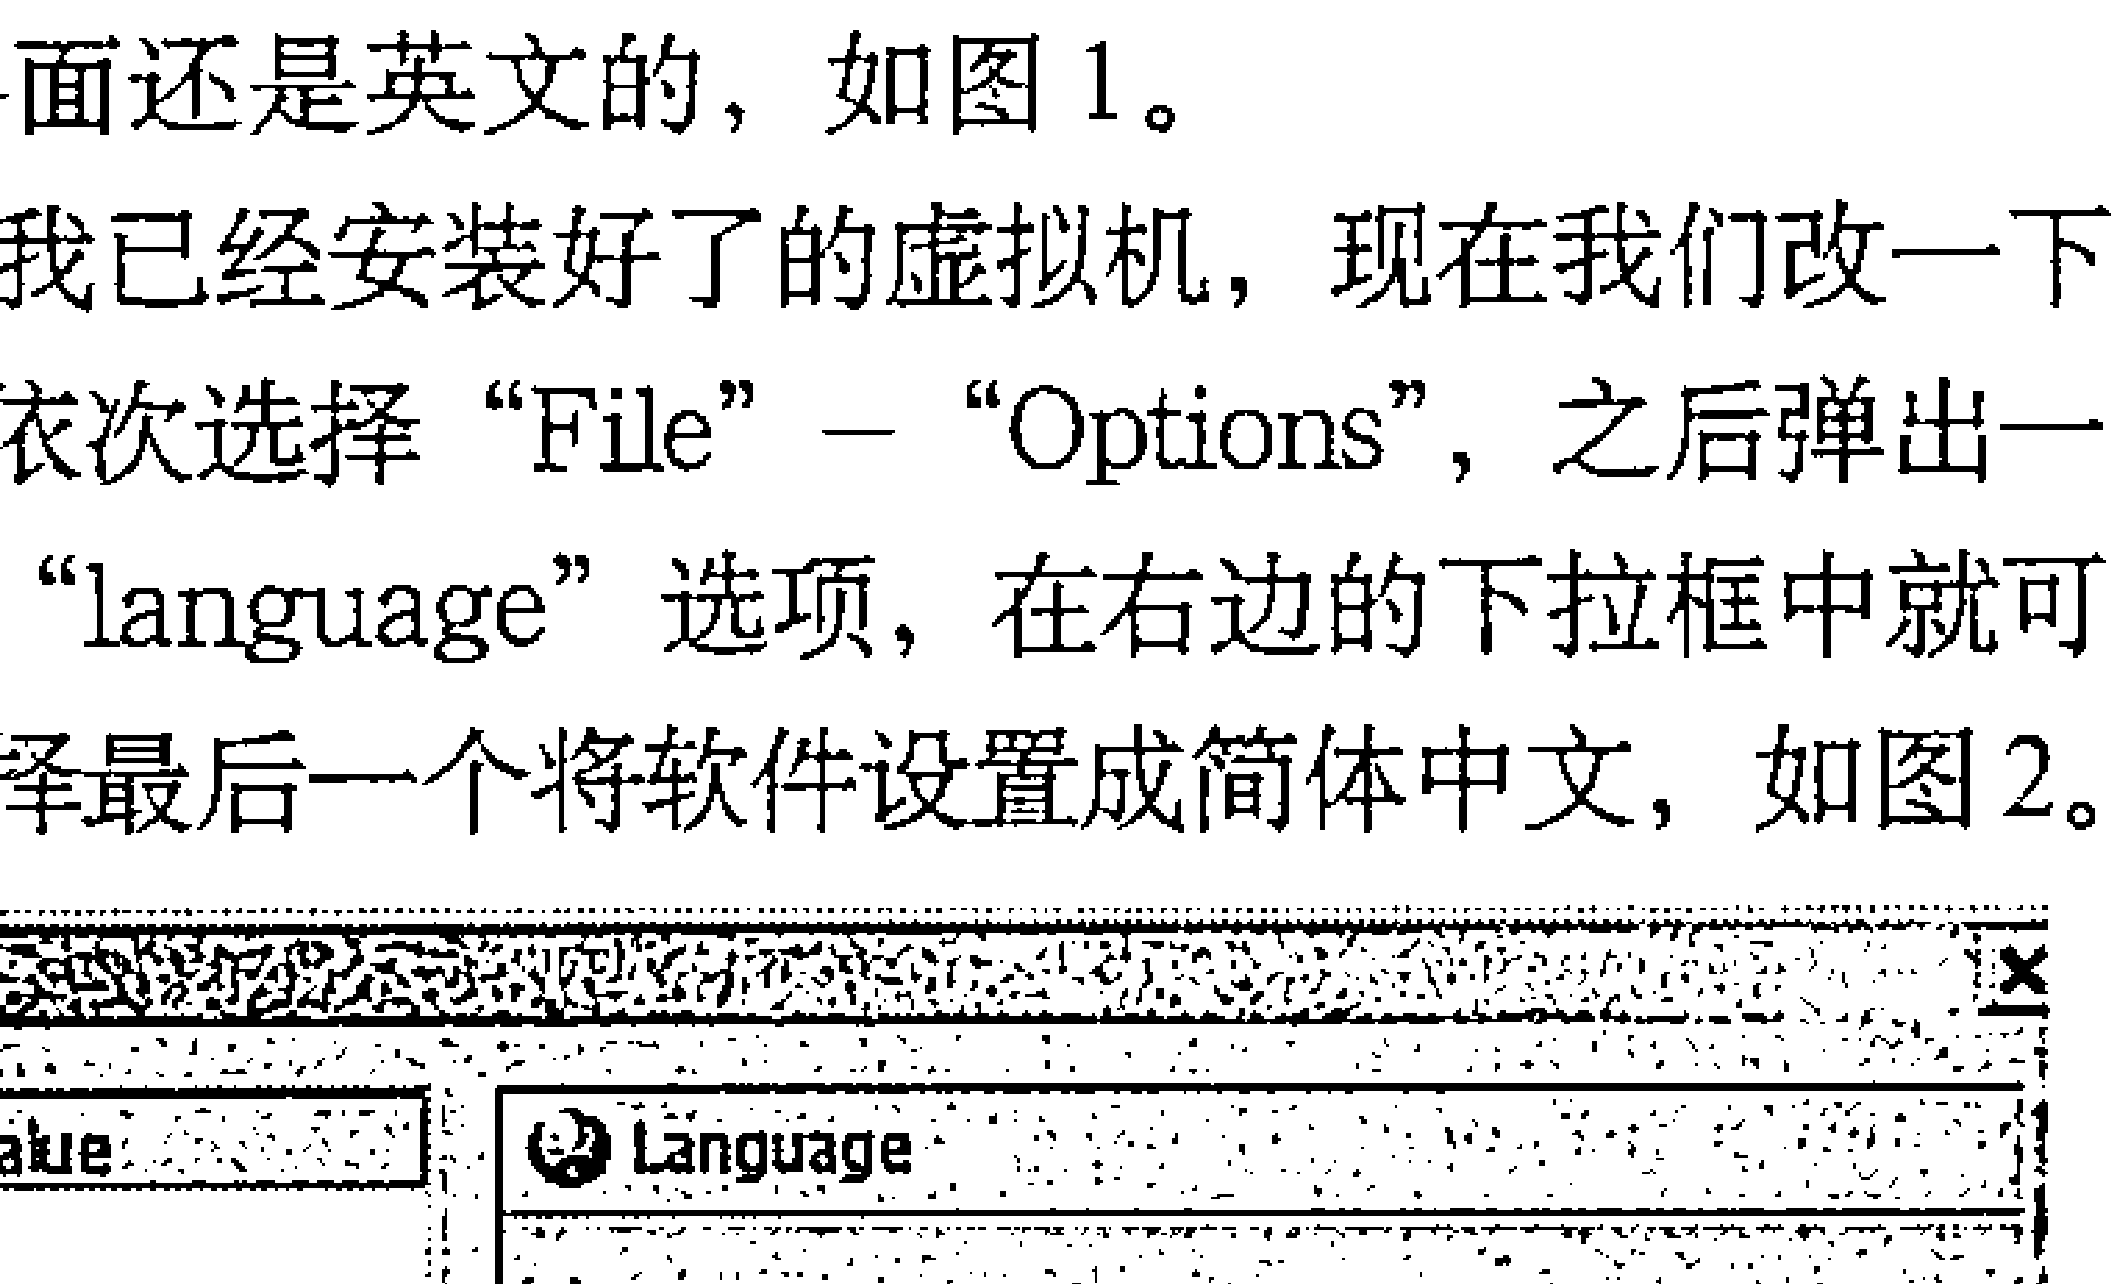 面还是英文的，如图 1。
我已经安装好了的虚拟机，现在我们改一下
依次选择 “File” – “Options”，之后弹出一
“language” 选项，在右边的下拉框中就可
择最后一个将软件设置成简体中文，如图 2。
alue
Language